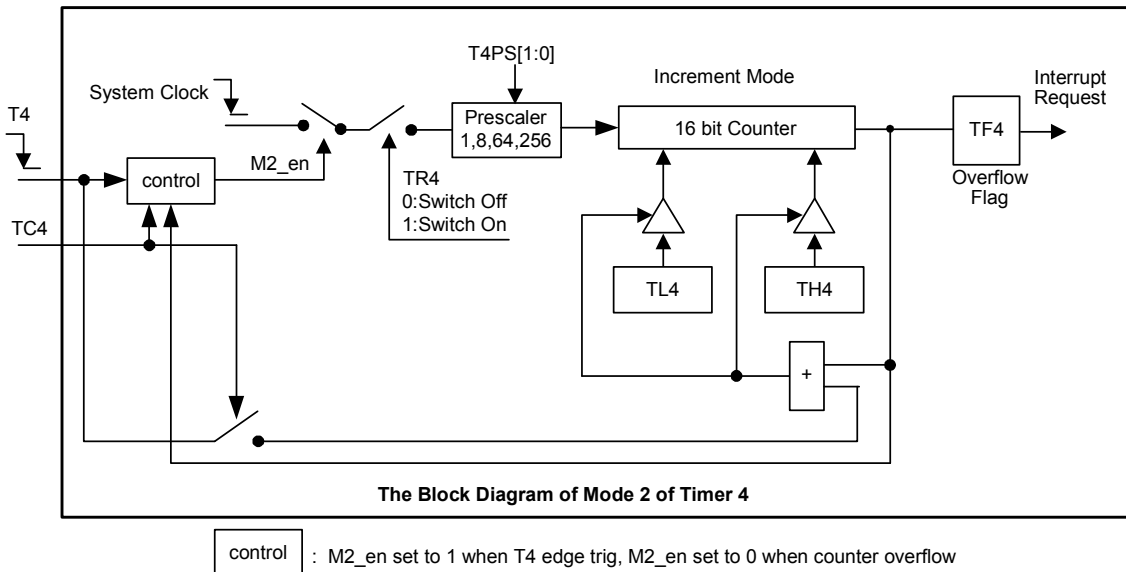 T4PS[1:0]
Increment Mode
Interrupt
Request
System Clock
T4
Prescaler
1,8,64,256
16 bit Counter
TF4
Overflow
Flag
control
M2_en
TR4
0:Switch Off
1:Switch On
TC4
TL4
TH4
+
The Block Diagram of Mode 2 of Timer 4
control : M2_en set to 1 when T4 edge trig, M2_en set to 0 when counter overflow